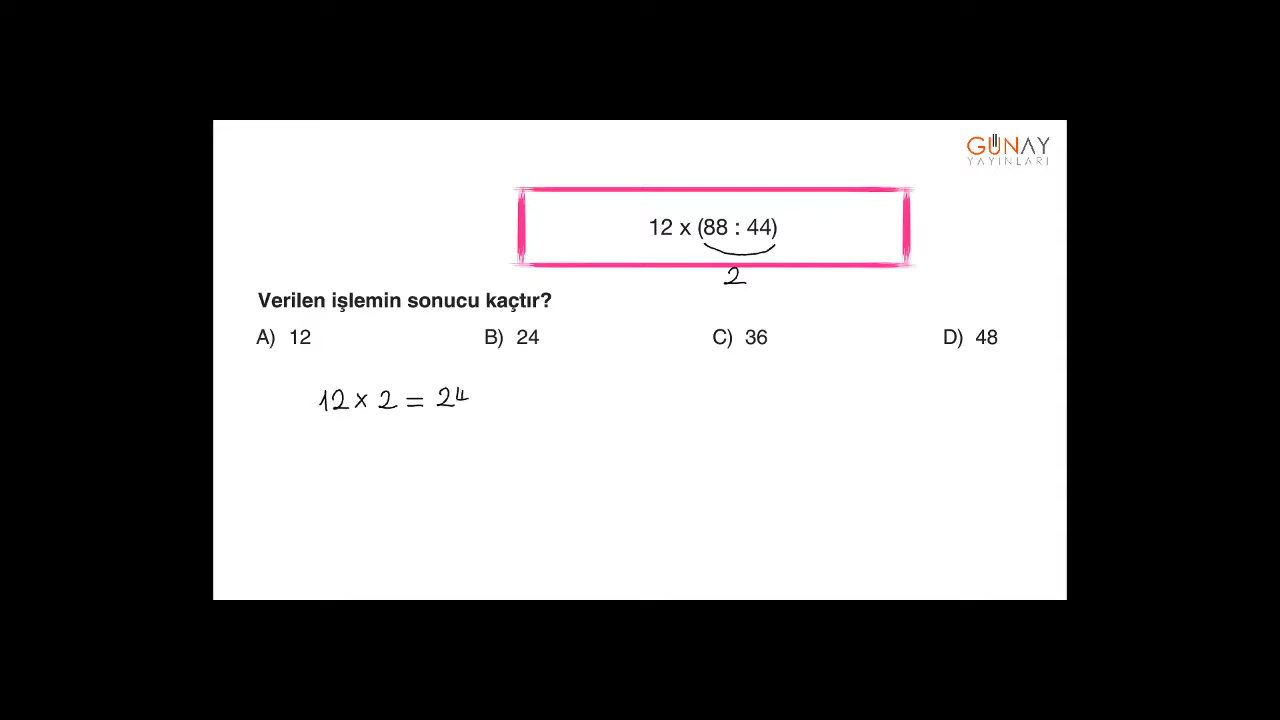 GÜNAY
YAYINLARI
12 x (88 : 44)
2
Verilen işlemin sonucu kaçtır?
A) 12 B) 24 C) 36 D) 48
12 x 2 = 24